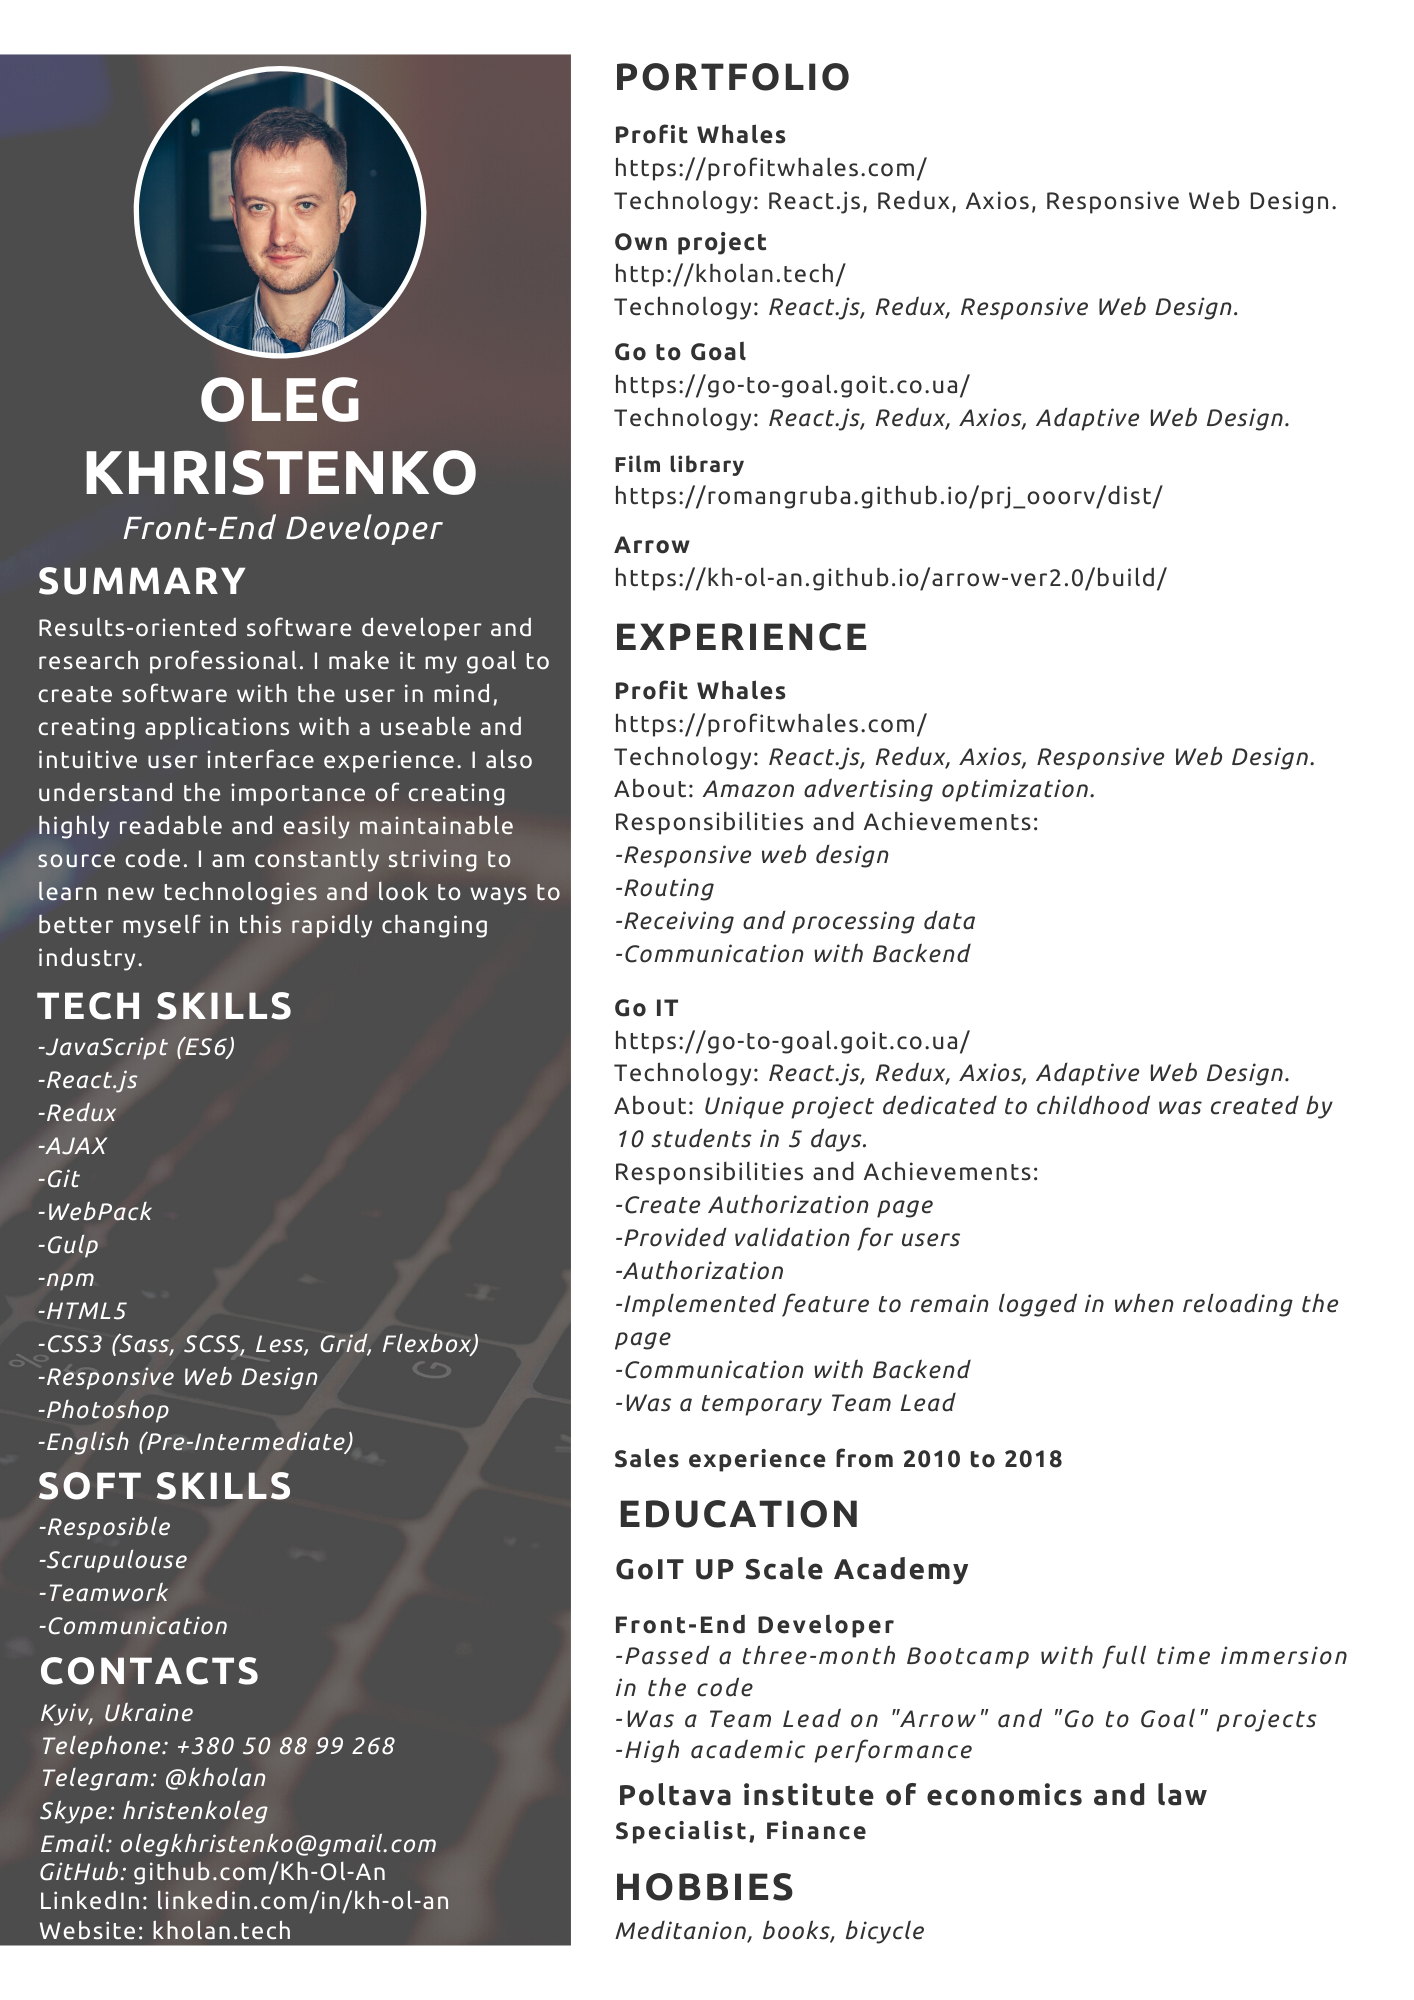 OLEG
KHRISTENKO
Front-End Developer
SUMMARY
Results-oriented software developer and
research professional. I make it my goal to
create software with the user in mind,
creating applications with a useable and
intuitive user interface experience. I also
understand the importance of creating
highly readable and easily maintainable
source code. I am constantly striving to
learn new technologies and look to ways to
better myself in this rapidly changing
industry.
TECH SKILLS
-JavaScript (ES6)
-React.js
-Redux
-AJAX
-Git
-WebPack
-Gulp
-npm
-HTML5
-CSS3 (Sass, SCSS, Less, Grid, Flexbox)
-Responsive Web Design
-Photoshop
-English (Pre-Intermediate)
SOFT SKILLS
-Resposible
-Scrupulouse
-Teamwork
-Communication
CONTACTS
Kyiv, Ukraine
Telephone: +380 50 88 99 268
Telegram: @kholan
Skype: hristenkoleg
Email: olegkhristenko@gmail.com
GitHub: github.com/Kh-Ol-An
LinkedIn: linkedin.com/in/kh-ol-an
Website: kholan.tech
PORTFOLIO
Profit Whales
https://profitwhales.com/
Technology: React.js, Redux, Axios, Responsive Web Design.
Own project
http://kholan.tech/
Technology: React.js, Redux, Responsive Web Design.
Go to Goal
https://go-to-goal.goit.co.ua/
Technology: React.js, Redux, Axios, Adaptive Web Design.
Film library
https://romangruba.github.io/prj_ooorv/dist/
Arrow
https://kh-ol-an.github.io/arrow-ver2.0/build/
EXPERIENCE
Profit Whales
https://profitwhales.com/
Technology: React.js, Redux, Axios, Responsive Web Design.
About: Amazon advertising optimization.
Responsibilities and Achievements:
-Responsive web design
-Routing
-Receiving and processing data
-Communication with Backend
Go IT
https://go-to-goal.goit.co.ua/
Technology: React.js, Redux, Axios, Adaptive Web Design.
About: Unique project dedicated to childhood was created by
10 students in 5 days.
Responsibilities and Achievements:
-Create Authorization page
-Provided validation for users
-Authorization
-Implemented feature to remain logged in when reloading the
page
-Communication with Backend
-Was a temporary Team Lead
Sales experience from 2010 to 2018
EDUCATION
GoIT UP Scale Academy
Front-End Developer
-Passed a three-month Bootcamp with full time immersion
in the code
-Was a Team Lead on "Arrow" and "Go to Goal" projects
-High academic performance
Poltava institute of economics and law
Specialist, Finance
HOBBIES
Meditanion, books, bicycle